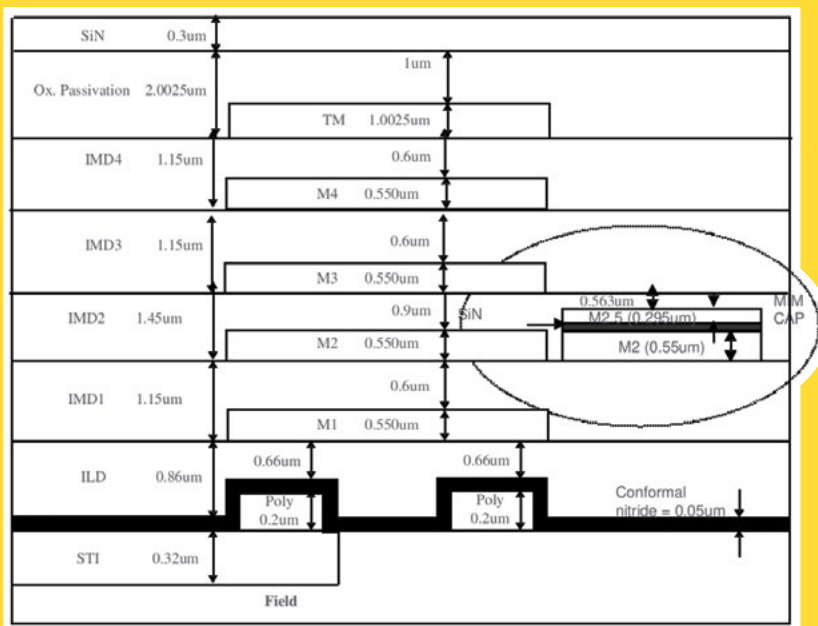 SiN 0.3um
1um
Ox. Passivation 2.0025um
TM 1.0025um
IMD4 1.15um
0.6um
M4 0.550um
IMD3 1.15um
0.6um
M3 0.550um
0.563um
MIM
CAP
IMD2 1.45um
0.9um
SiN
M2.5 (0.295um)
M2 0.550um
M2 (0.55um)
IMD1 1.15um
0.6um
M1 0.550um
0.66um
0.66um
ILD 0.86um
Poly
0.2um
Poly
0.2um
Conformal
nitride = 0.05um
STI 0.32um
Field